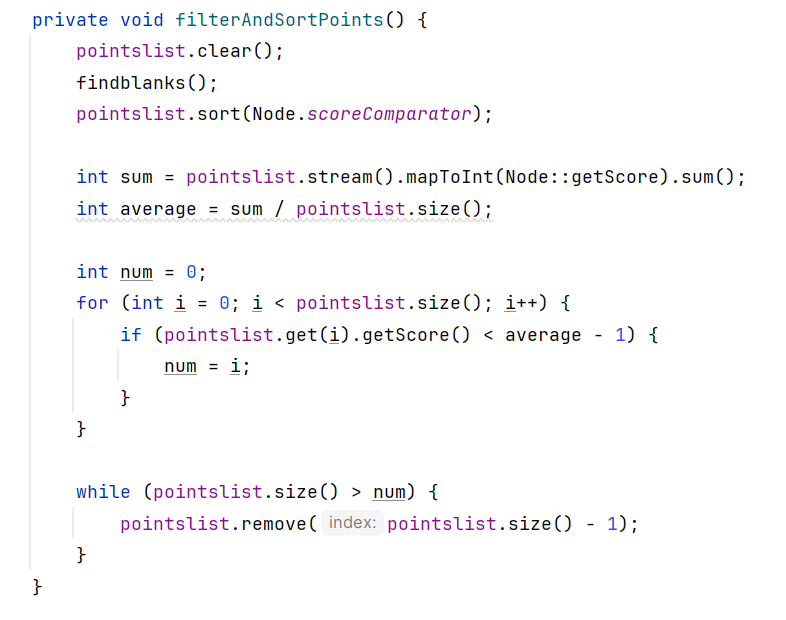 private void filterAndSortPoints() {
    pointslist.clear();
    findblanks();
    pointslist.sort(Node.scoreComparator);

    int sum = pointslist.stream().mapToInt(Node::getScore).sum();
    int average = sum / pointslist.size();

    int num = 0;
    for (int i = 0; i < pointslist.size(); i++) {
        if (pointslist.get(i).getScore() < average - 1) {
            num = i;
        }
    }

    while (pointslist.size() > num) {
        pointslist.remove( index: pointslist.size() - 1);
    }
}